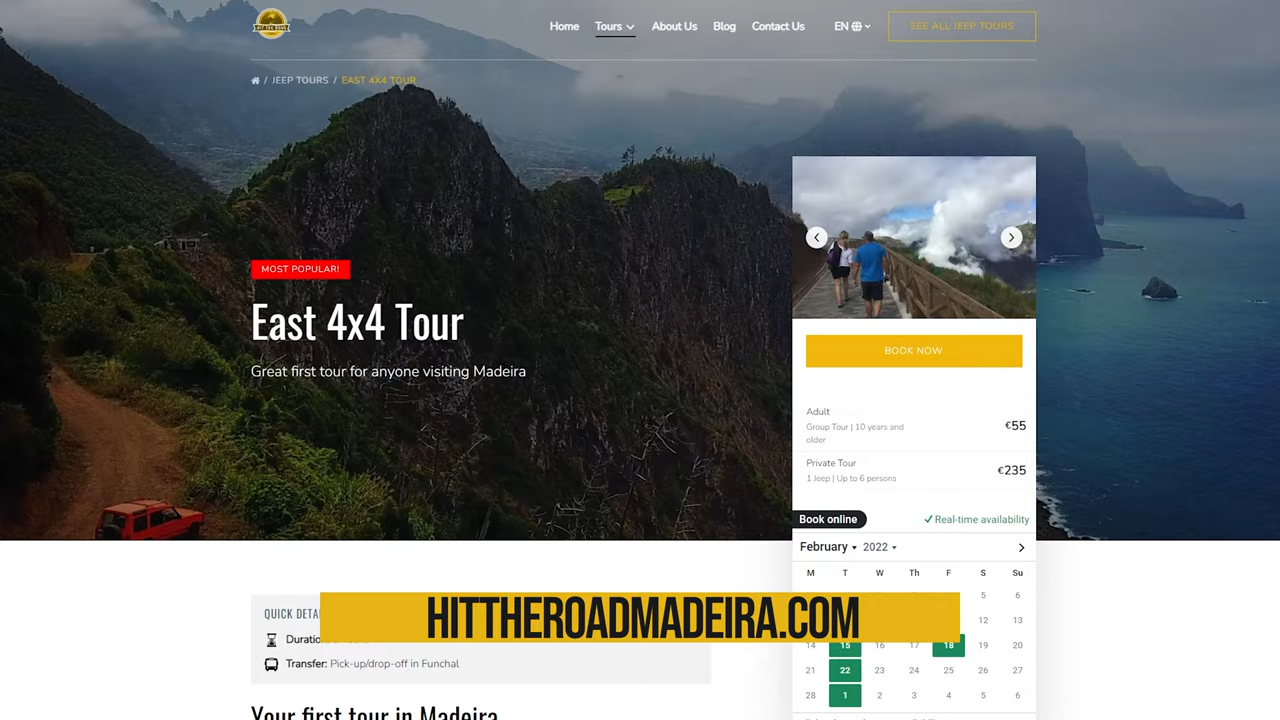 HIT THE ROAD
Home Tours About Us Blog Contact Us EN SEE ALL JEEP TOURS
/ JEEP TOURS / EAST 4X4 TOUR
MOST POPULAR!
East 4x4 Tour
Great first tour for anyone visiting Madeira
BOOK NOW
Adult
Group Tour | 10 years and
older
€55
Private Tour
1 Jeep | Up to 6 persons
€235
Book online Real-time availability
February 2022
M T W Th F S Su
5 6
12 13
14 15 16 17 18 19 20
21 22 23 24 25 26 27
28 1 2 3 4 5 6
QUICK
Transfer: Pick-up/drop-off in Funchal
HITTHEROADMADEIRA.COM
Your first tour in Madeira